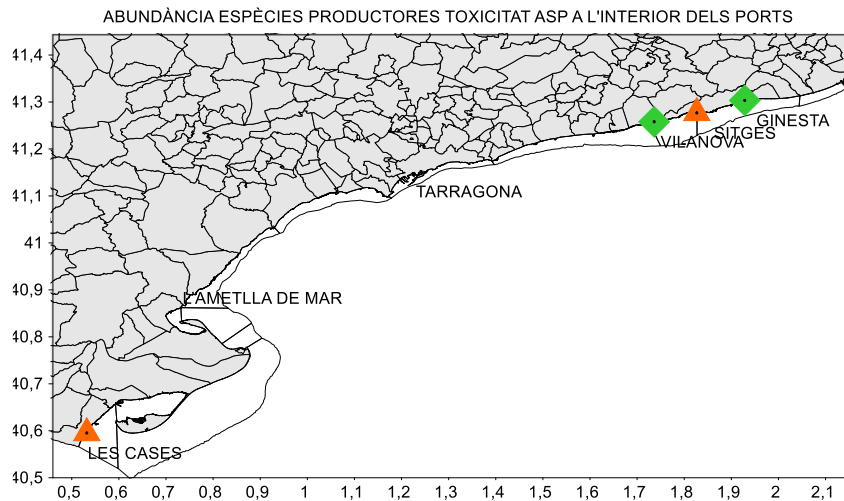 ABUNDÀNCIA ESPÈCIES PRODUCTORES TOXICITAT ASP A L'INTERIOR DELS PORTS
41,4
41,3
GINESTA
SITGES
VILANOVA
41,2
TARRAGONA
41,1
41
40,9
L'AMETLLA DE MAR
40,8
40,7
40,6
LES CASES
40,5
0,5 0,6 0,7 0,8 0,9 1 1,1 1,2 1,3 1,4 1,5 1,6 1,7 1,8 1,9 2 2,1